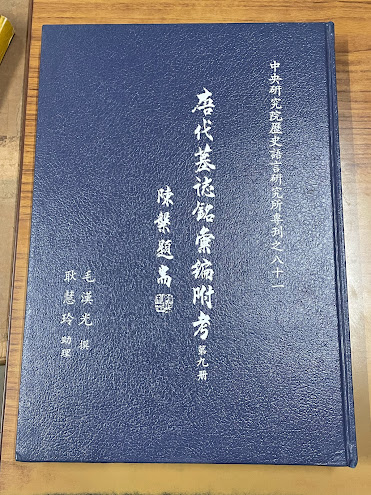 中央研究院歷史語言研究所專刊之八十一
唐代墓誌銘彙編附考 第九册
陳槃題耑
毛漢光 撰
耿慧玲 助理